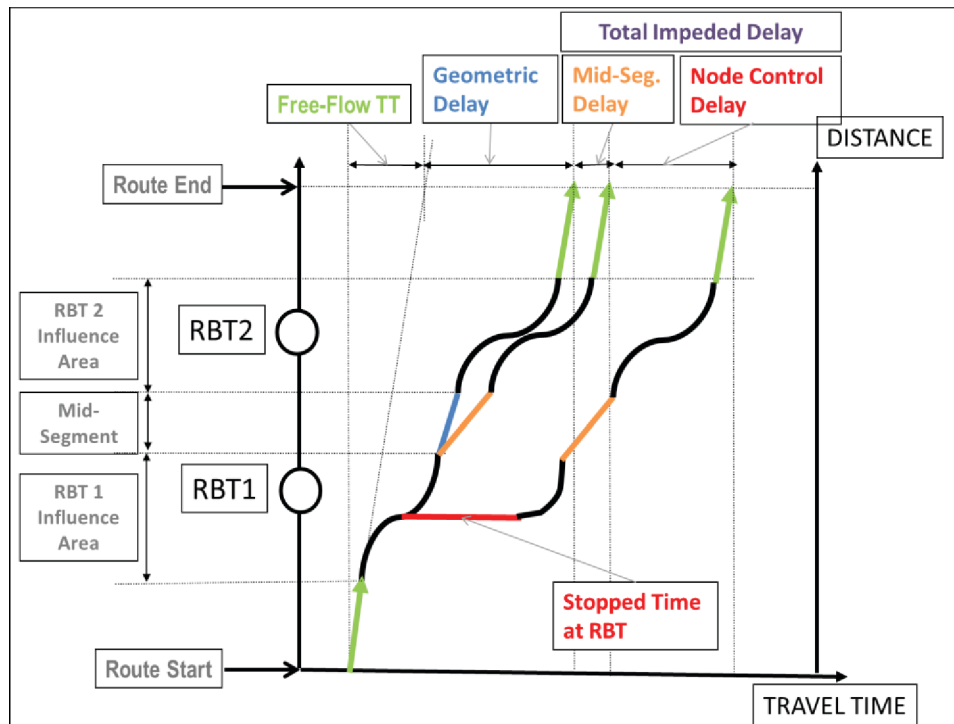 Total Impeded Delay
Geometric
Delay
Mid-Seg.
Delay
Node Control
Delay
Free-Flow TT
DISTANCE
Route End
RBT 2
Influence
Area
RBT2
Mid-
Segment
RBT 1
Influence
Area
RBT1
Stopped Time
at RBT
Route Start
TRAVEL TIME